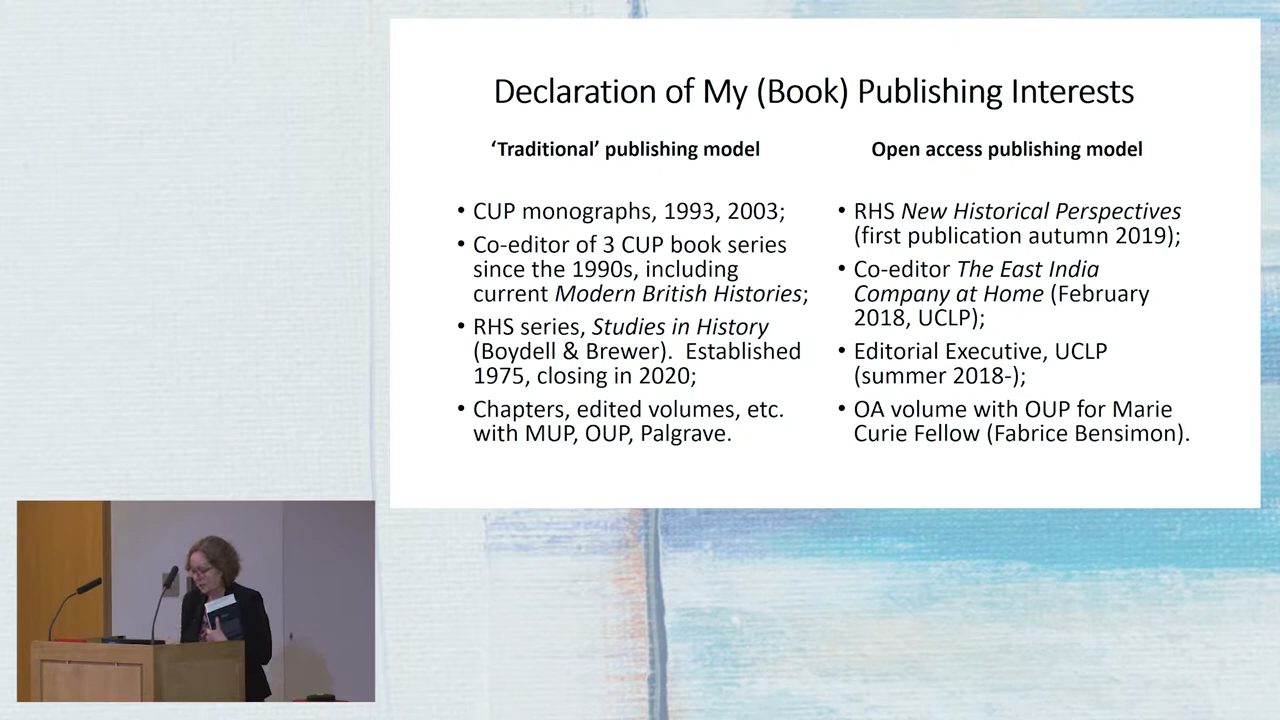 Declaration of My (Book) Publishing Interests
‘Traditional’ publishing model
• CUP monographs, 1993, 2003;
• Co-editor of 3 CUP book series
since the 1990s, including
current Modern British Histories;
• RHS series, Studies in History
(Boydell & Brewer). Established
1975, closing in 2020;
• Chapters, edited volumes, etc.
with MUP, OUP, Palgrave.
Open access publishing model
• RHS New Historical Perspectives
(first publication autumn 2019);
• Co-editor The East India
Company at Home (February
2018, UCLP);
• Editorial Executive, UCLP
(summer 2018-);
• OA volume with OUP for Marie
Curie Fellow (Fabrice Bensimon).